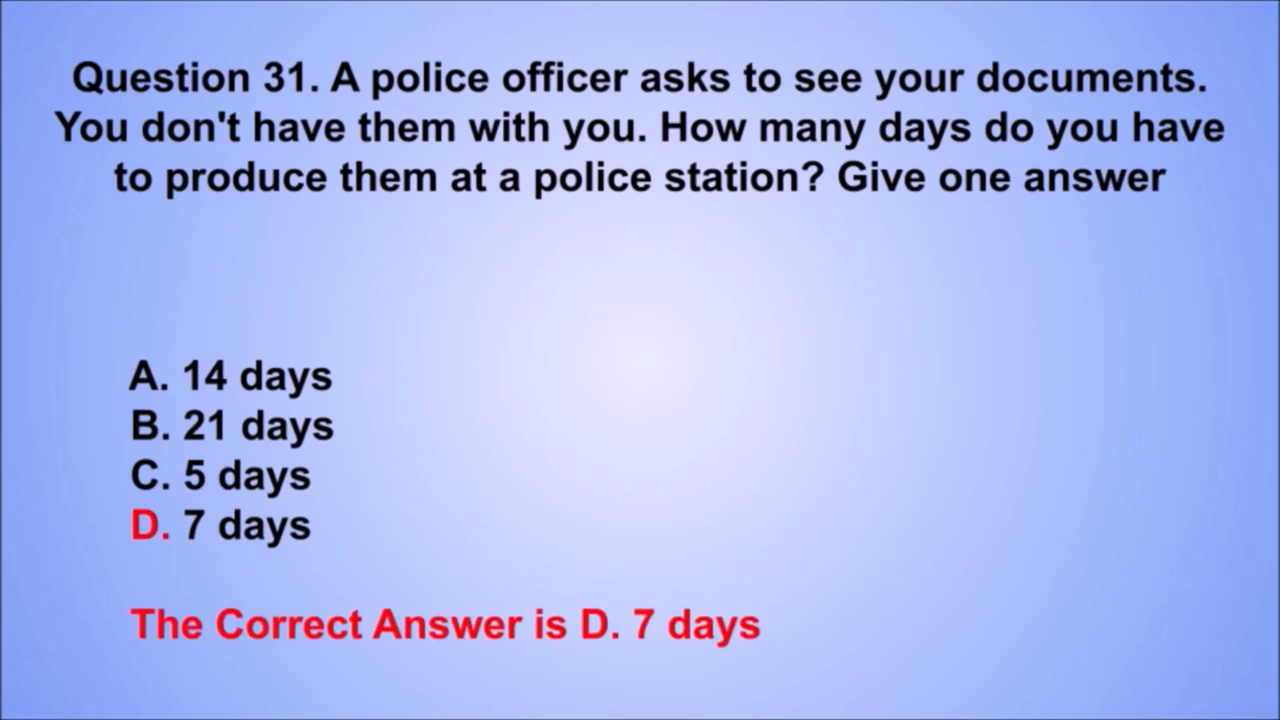 Question 31. A police officer asks to see your documents.
You don't have them with you. How many days do you have
to produce them at a police station? Give one answer
A. 14 days
B. 21 days
C. 5 days
D. 7 days
The Correct Answer is D. 7 days